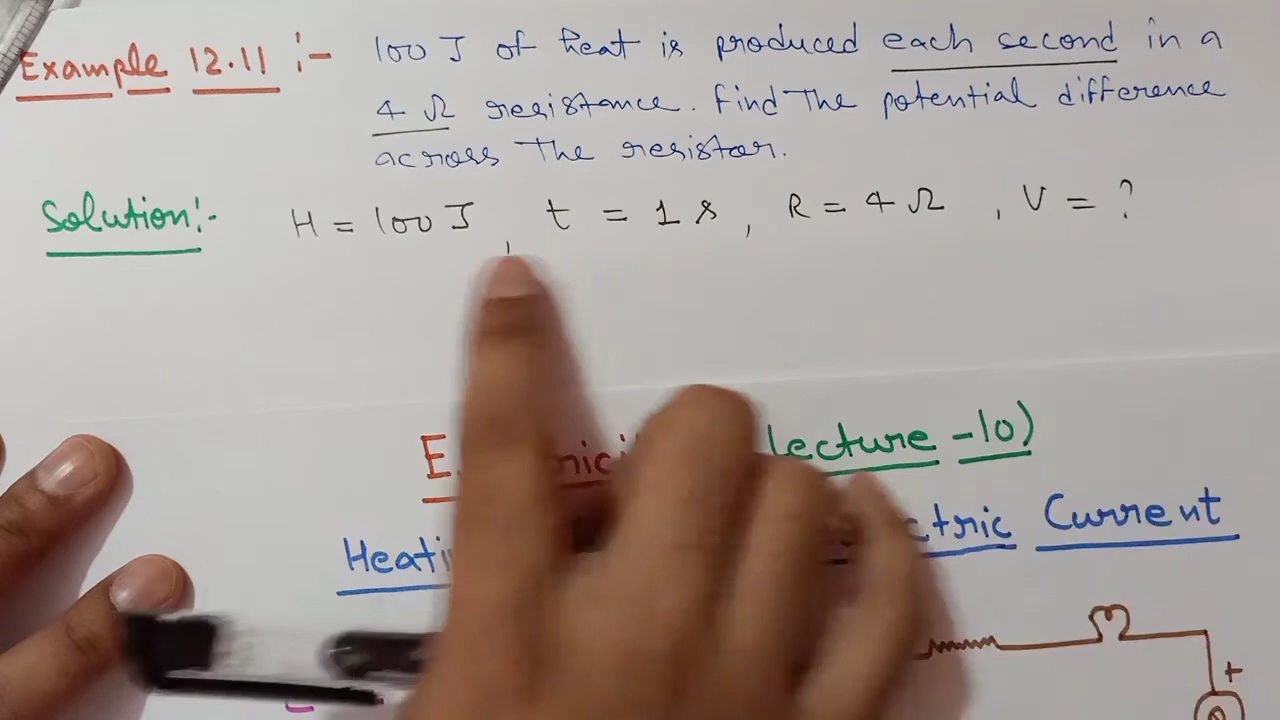 Example 12.11 :- 100 J of heat is produced each second in a
4 Ω resistance. Find the potential difference
across the resistor.
Solution:- H = 100 J , t = 1 s , R = 4 Ω , V = ?
lecture -10)
Current
+